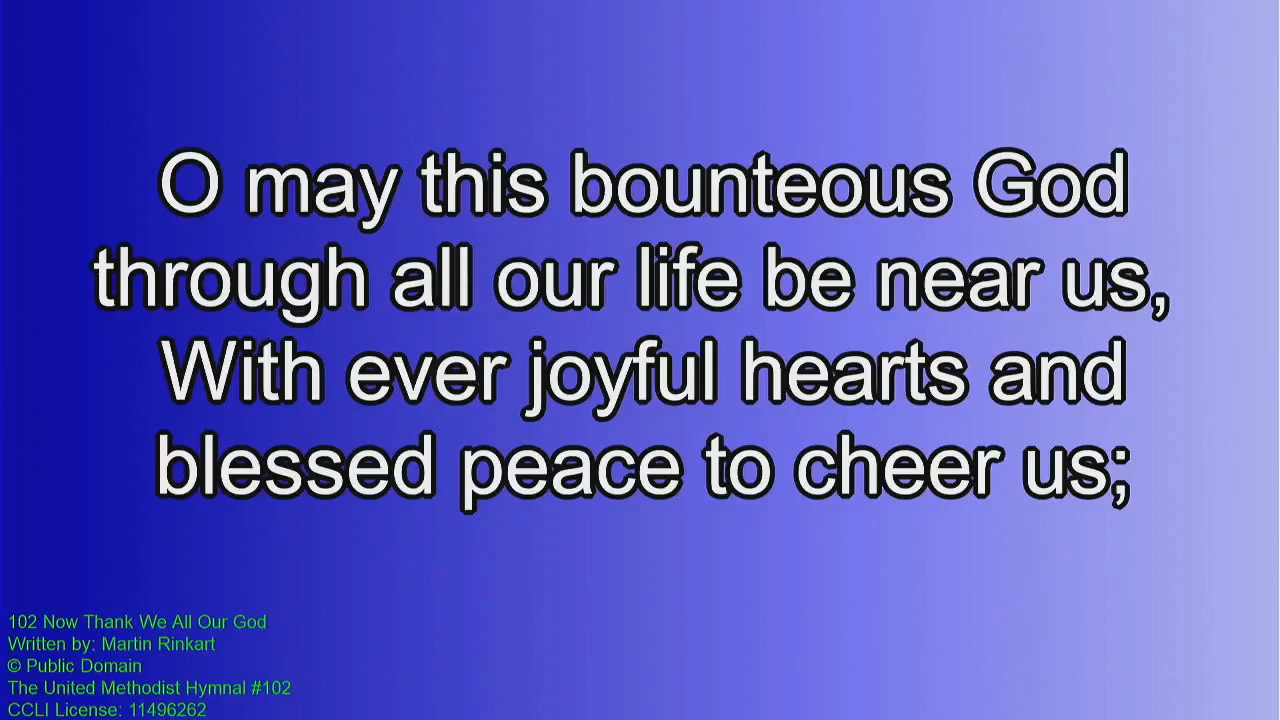 O may this bounteous God
through all our life be near us,
With ever joyful hearts and
blessed peace to cheer us;
102 Now Thank We All Our God
Written by: Martin Rinkart
© Public Domain
The United Methodist Hymnal #102
CCLI License: 11496262